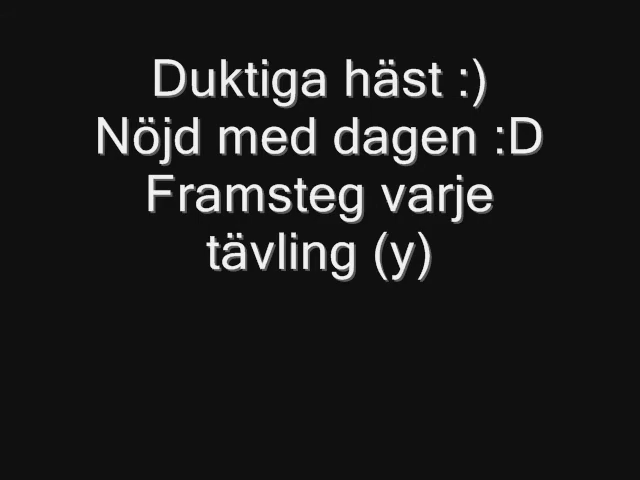 Duktiga häst :)
Nöjd med dagen :D
Framsteg varje
tävling (y)